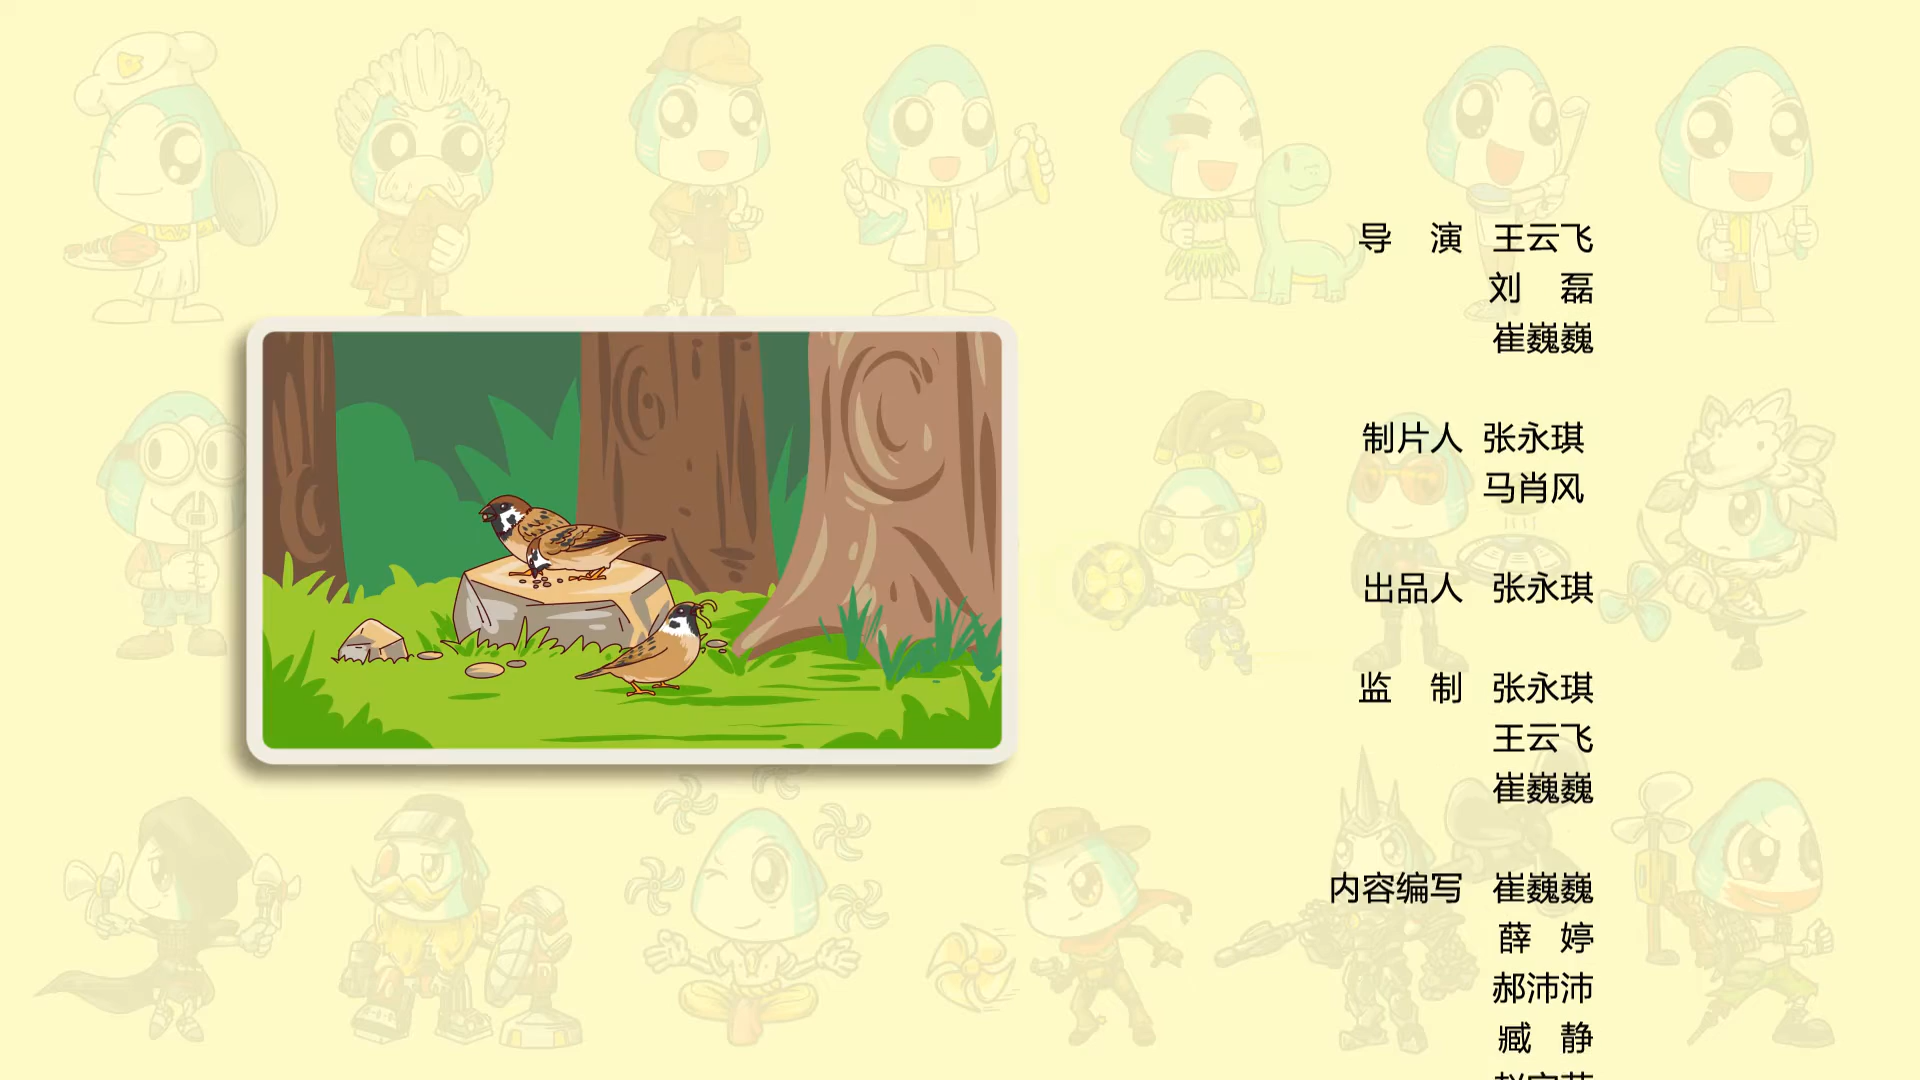 导 演 王云飞
刘 磊
崔巍巍
制片人 张永琪
马肖风
出品人 张永琪
监 制 张永琪
王云飞
崔巍巍
内容编写 崔巍巍
薛 婷
郝沛沛
臧 静